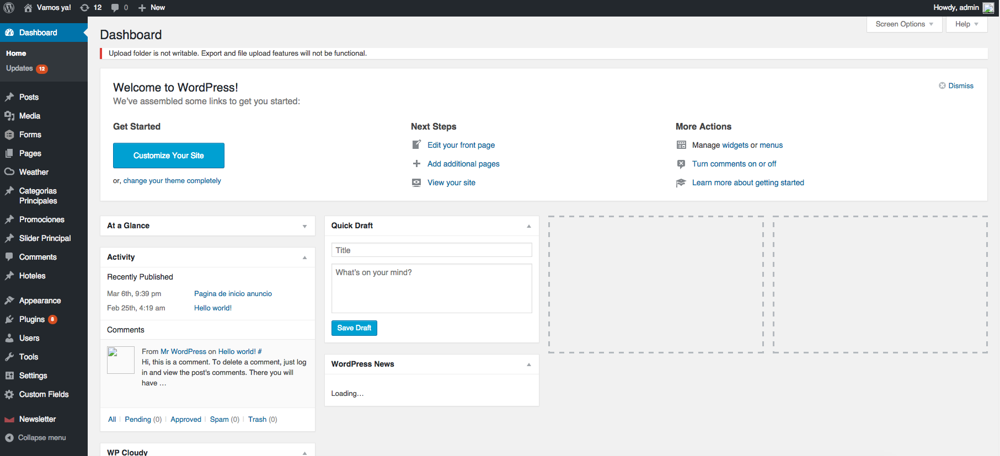 Vamos ya! 12 0 New Howdy, admin
Screen Options Help
Dashboard
Home
Updates 12
Posts
Media
Forms
Pages
Weather
Categorias
Principales
Promociones
Slider Principal
Comments
Hoteles
Appearance
Plugins 8
Users
Tools
Settings
Custom Fields
Newsletter
Collapse menu
Dashboard
Upload folder is not writable. Export and file upload features will not be functional.
Welcome to WordPress!
Dismiss
We've assembled some links to get you started:
Get Started
Customize Your Site
or, change your theme completely
Next Steps
Edit your front page
Add additional pages
View your site
More Actions
Manage widgets or menus
Turn comments on or off
Learn more about getting started
At a Glance
Activity
Recently Published
Mar 6th, 9:39 pm Pagina de inicio anuncio
Feb 25th, 4:19 am Hello world!
Comments
From Mr WordPress on Hello world! #
Hi, this is a comment. To delete a comment, just log
in and view the post's comments. There you will
have …
All | Pending (0) | Approved | Spam (0) | Trash (0)
WP Cloudy
Quick Draft
Title
What's on your mind?
Save Draft
WordPress News
Loading…